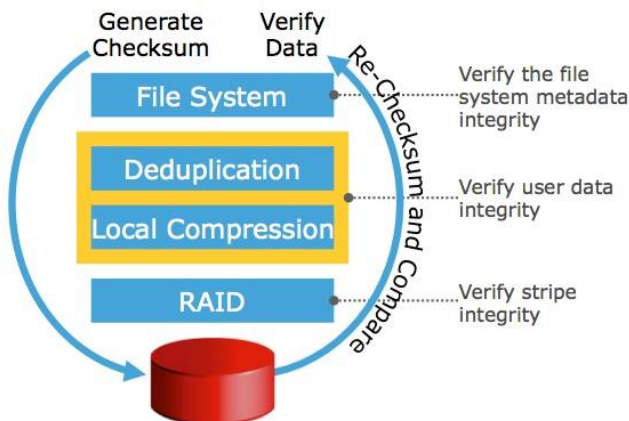 Generate
Checksum
Verify
Data
File System
Deduplication
Local Compression
RAID
Re-Checksum and Compare
Verify the file
system metadata
integrity
Verify user data
integrity
Verify stripe
integrity